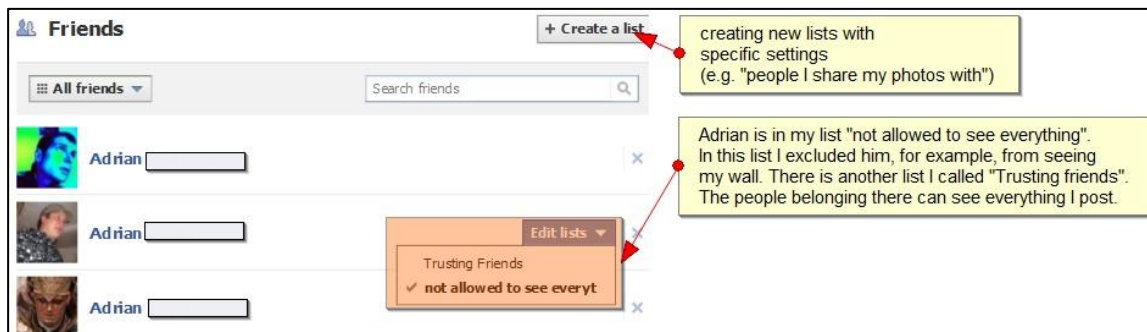 Friends
+ Create a list
All friends
Search friends
creating new lists with
specific settings
(e.g. "people I share my photos with")
Adrian
Adrian is in my list "not allowed to see everything".
In this list I excluded him, for example, from seeing
my wall. There is another list I called "Trusting friends".
The people belonging there can see everything I post.
Adrian
Edit lists
Trusting Friends
not allowed to see everyt
Adrian